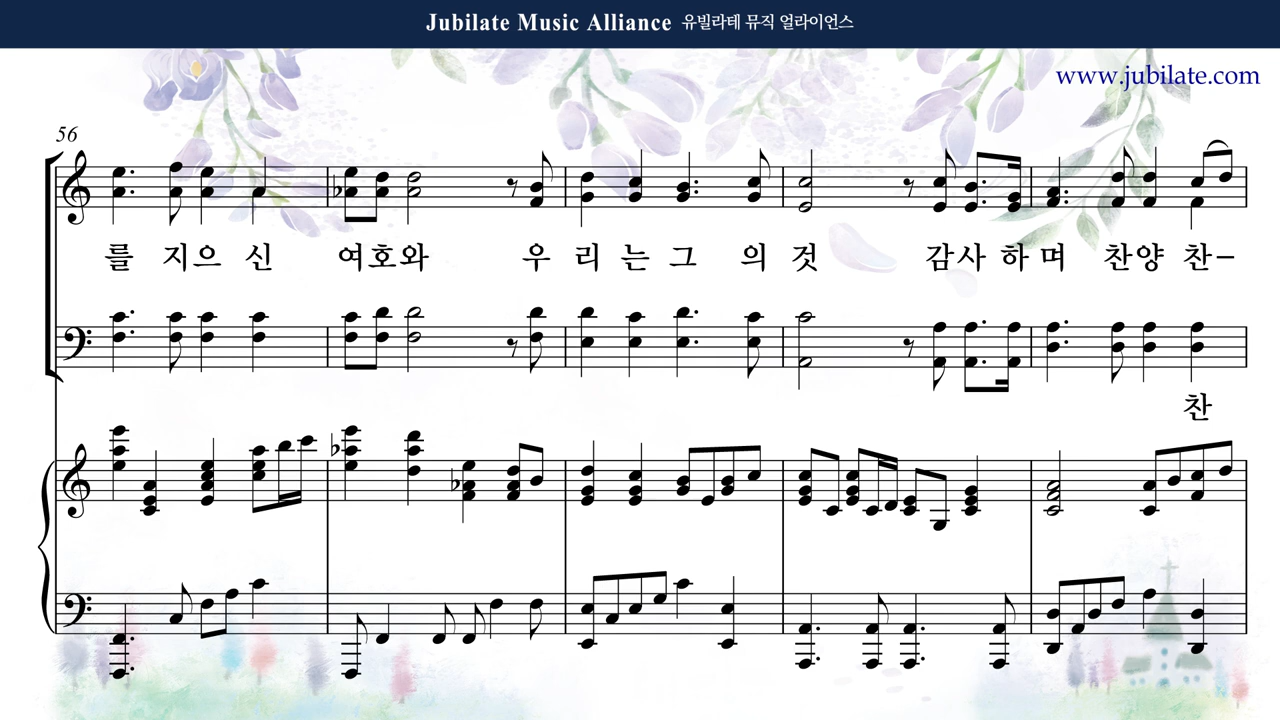 Jubilate Music Alliance 유빌라테 뮤직 얼라이언스
www.jubilate.com
56
를 지으 신 여호와 우 리 는 그 의 것 감사 하 며 찬양 찬-
찬